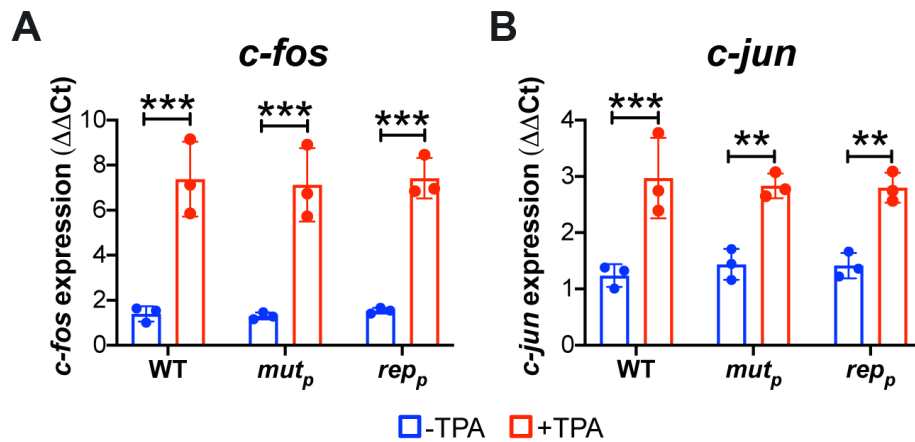 A
c-fos
c-fos expression (ΔΔCt)
10
8
6
4
2
0
***
***
***
WT
mutp
repp
B
c-jun
c-jun expression (ΔΔCt)
4
3
2
1
0
***
**
**
WT
mutp
repp
-TPA +TPA